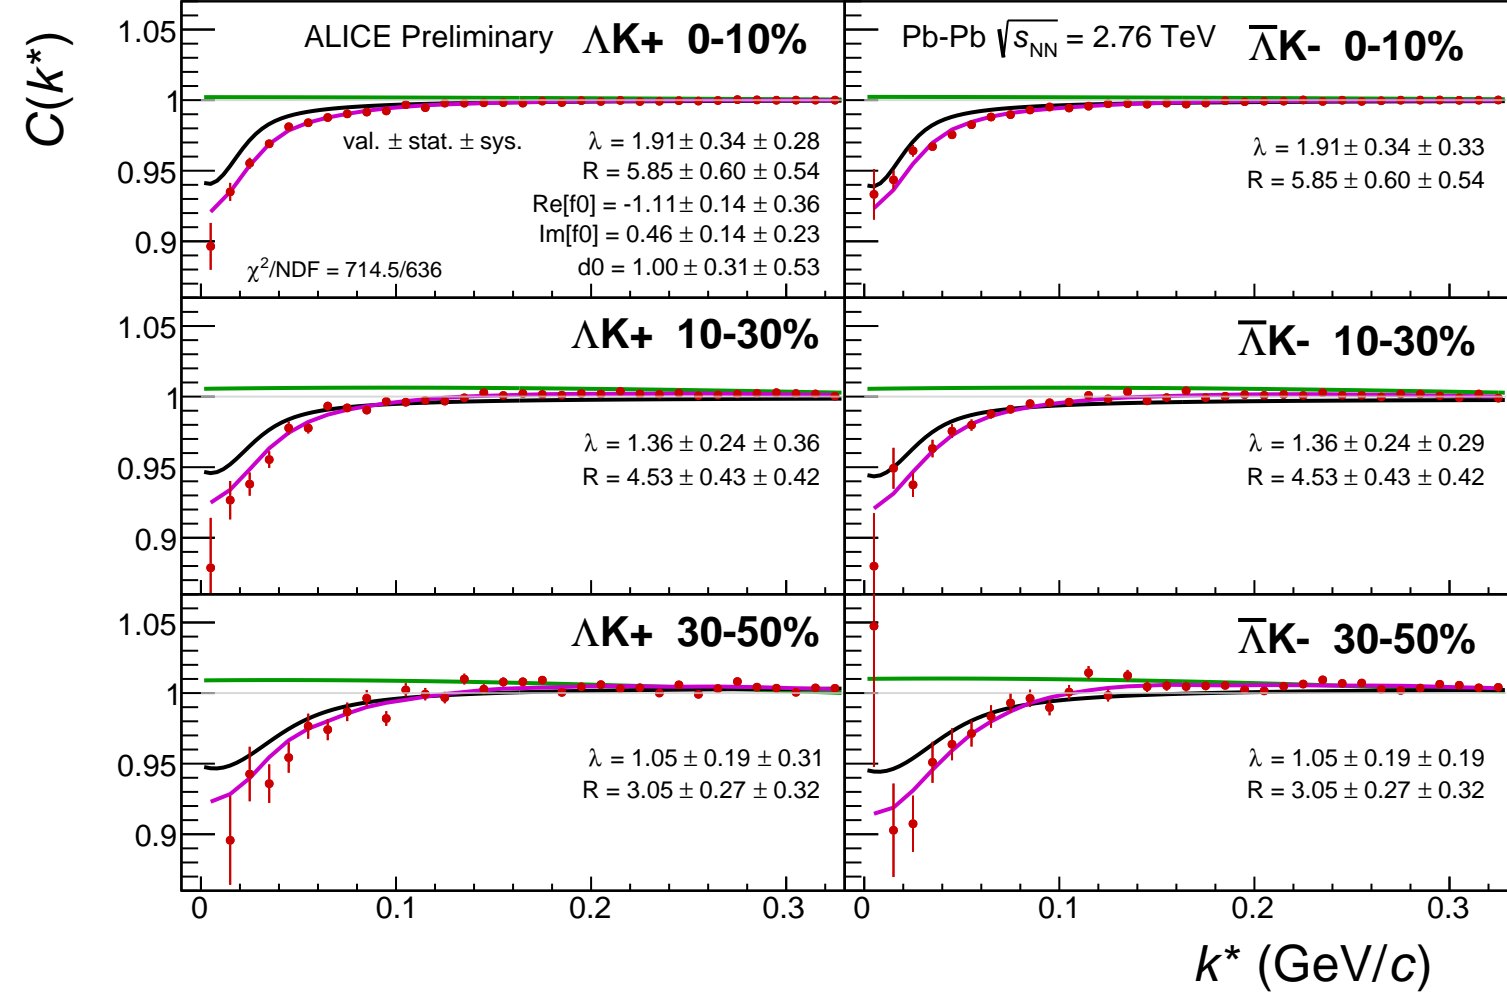 C(k*)
ALICE Preliminary ΛK+ 0-10%
val. ± stat. ± sys.
λ = 1.91 ± 0.34 ± 0.28
R = 5.85 ± 0.60 ± 0.54
Re[f0] = -1.11 ± 0.14 ± 0.36
Im[f0] = 0.46 ± 0.14 ± 0.23
d0 = 1.00 ± 0.31 ± 0.53
χ²/NDF = 714.5/636
1.05
1
0.95
0.9
Pb-Pb √sNN = 2.76 TeV Λ̅K- 0-10%
λ = 1.91 ± 0.34 ± 0.33
R = 5.85 ± 0.60 ± 0.54
ΛK+ 10-30%
λ = 1.36 ± 0.24 ± 0.36
R = 4.53 ± 0.43 ± 0.42
1.05
1
0.95
0.9
Λ̅K- 10-30%
λ = 1.36 ± 0.24 ± 0.29
R = 4.53 ± 0.43 ± 0.42
ΛK+ 30-50%
λ = 1.05 ± 0.19 ± 0.31
R = 3.05 ± 0.27 ± 0.32
1.05
1
0.95
0.9
Λ̅K- 30-50%
λ = 1.05 ± 0.19 ± 0.19
R = 3.05 ± 0.27 ± 0.32
0 0.1 0.2 0.3
0 0.1 0.2 0.3
k* (GeV/c)